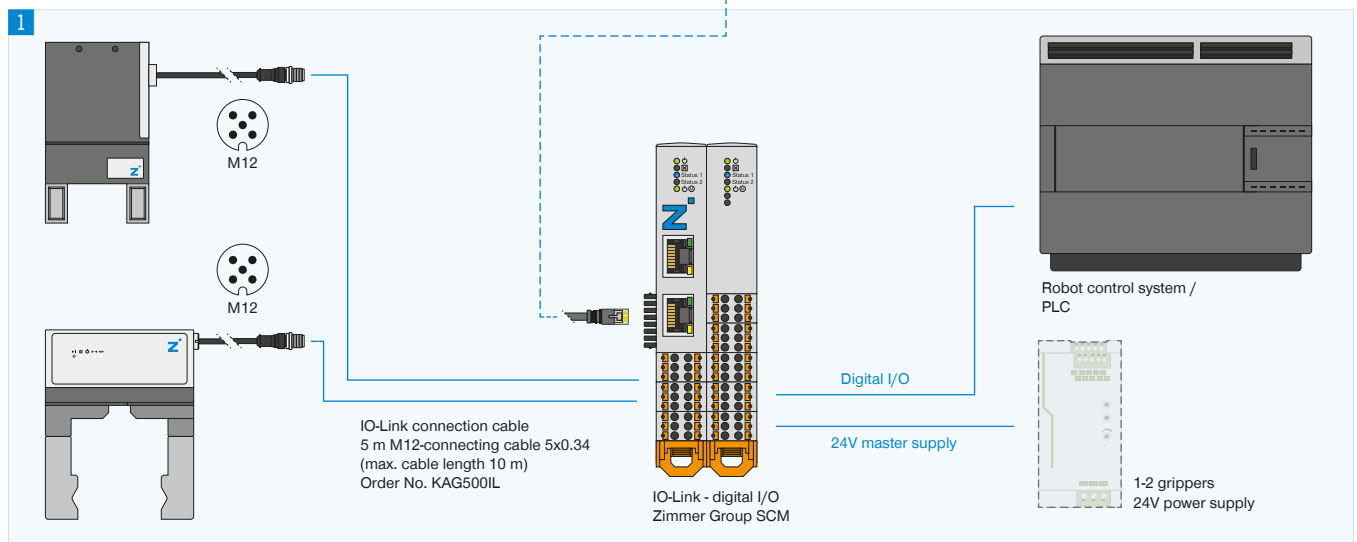 1
M12
M12
IO-Link connection cable
5 m M12-connecting cable 5x0.34
(max. cable length 10 m)
Order No. KAG500IL
Status 1
Status 2
Status 1
Status 2
IO-Link - digital I/O
Zimmer Group SCM
Digital I/O
24V master supply
Robot control system /
PLC
1-2 grippers
24V power supply